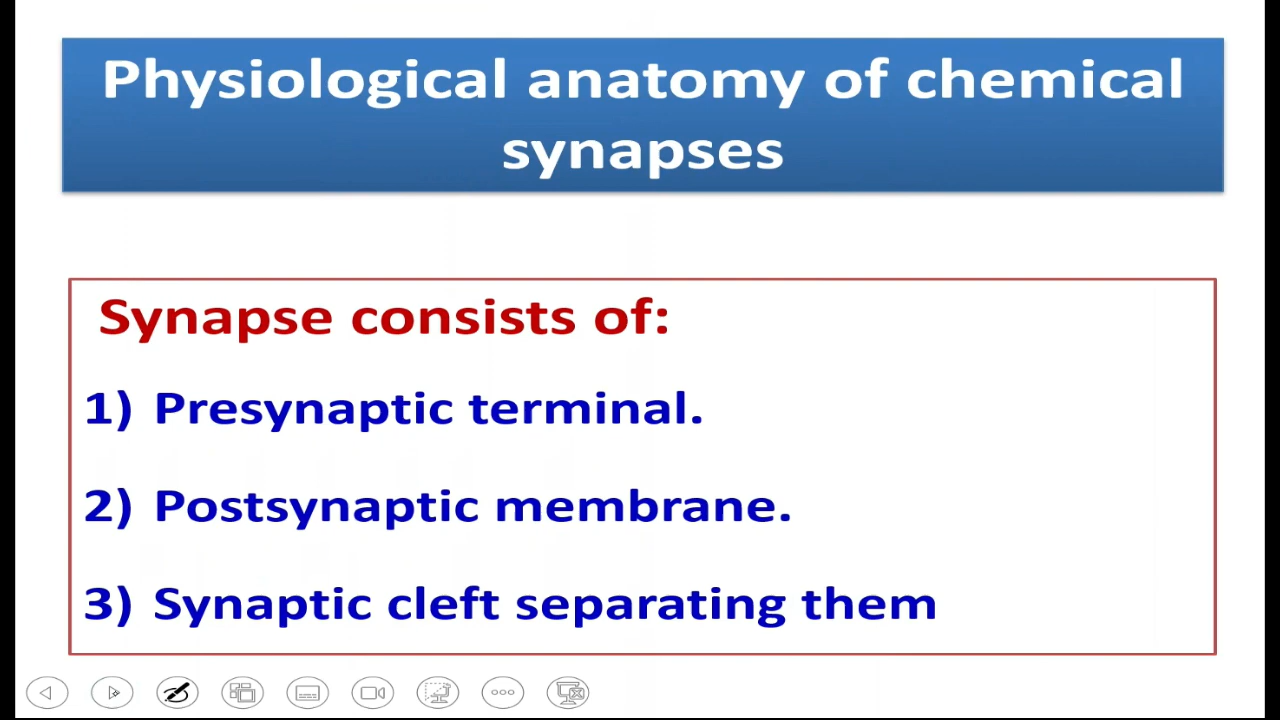 Physiological anatomy of chemical
synapses
Synapse consists of:
1) Presynaptic terminal.
2) Postsynaptic membrane.
3) Synaptic cleft separating them